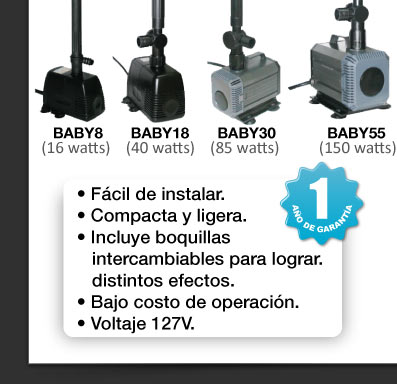 BABY8 BABY18 BABY30 BABY55
(16 watts) (40 watts) (85 watts) (150 watts)
• Fácil de instalar.
• Compacta y ligera.
• Incluye boquillas
intercambiables para lograr.
distintos efectos.
• Bajo costo de operación.
• Voltaje 127V.
1
AÑO DE GARANTÍA